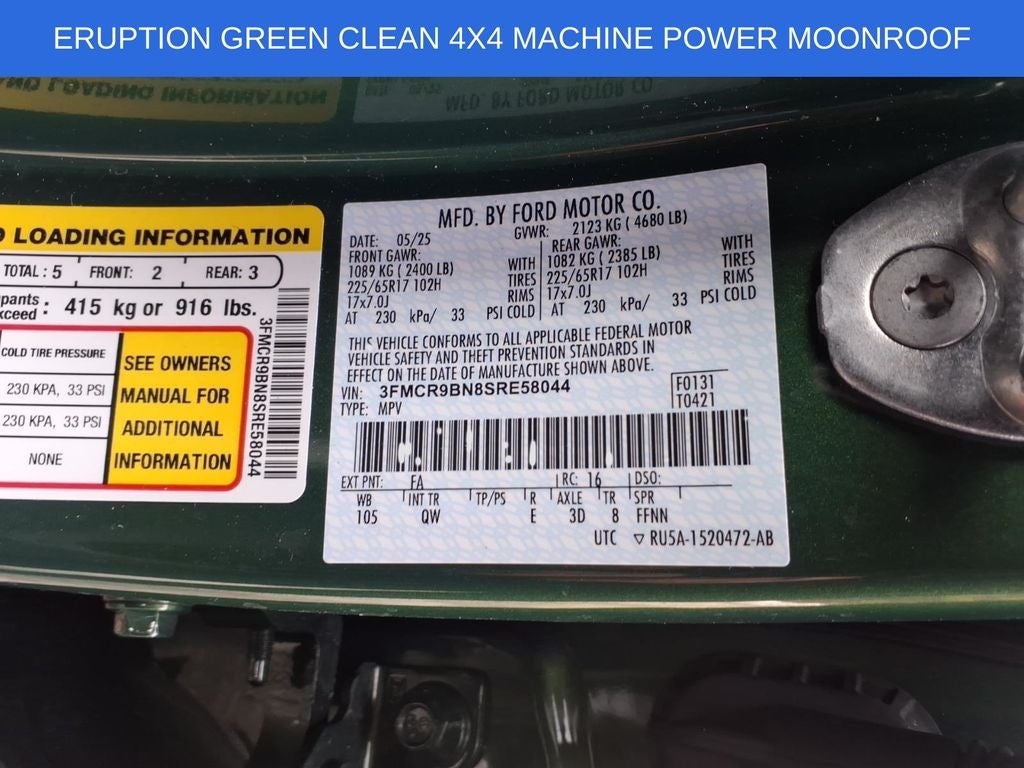 ERUPTION GREEN CLEAN 4X4 MACHINE POWER MOONROOF
LOADING INFORMATION
TOTAL : 5 FRONT: 2 REAR: 3
415 kg or 916 lbs.
COLD TIRE PRESSURE
230 KPA, 33 PSI
230 KPA, 33 PSI
NONE
SEE OWNERS
MANUAL FOR
ADDITIONAL
INFORMATION
3FMCR9BN8SRE58044
MFD. BY FORD MOTOR CO.
DATE: 05/25 GVWR: 2123 KG ( 4680 LB)
FRONT GAWR:
1089 KG ( 2400 LB) WITH
225/65R17 102H TIRES
17x7.0J RIMS
AT 230 kPa/ 33 PSI COLD
REAR GAWR: WITH
1082 KG ( 2385 LB) TIRES
225/65R17 102H RIMS
17x7.0J
AT 230 kPa/ 33 PSI COLD
THIS VEHICLE CONFORMS TO ALL APPLICABLE FEDERAL MOTOR
VEHICLE SAFETY AND THEFT PREVENTION STANDARDS IN
EFFECT ON THE DATE OF MANUFACTURE SHOWN ABOVE.
VIN: 3FMCR9BN8SRE58044
TYPE: MPV
F0131
T0421
EXT PNT: FA RC: 16 DSO:
WB INT TR TP/PS R AXLE TR SPR
105 QW E 3D 8 FFNN
UTC ▽ RU5A-1520472-AB